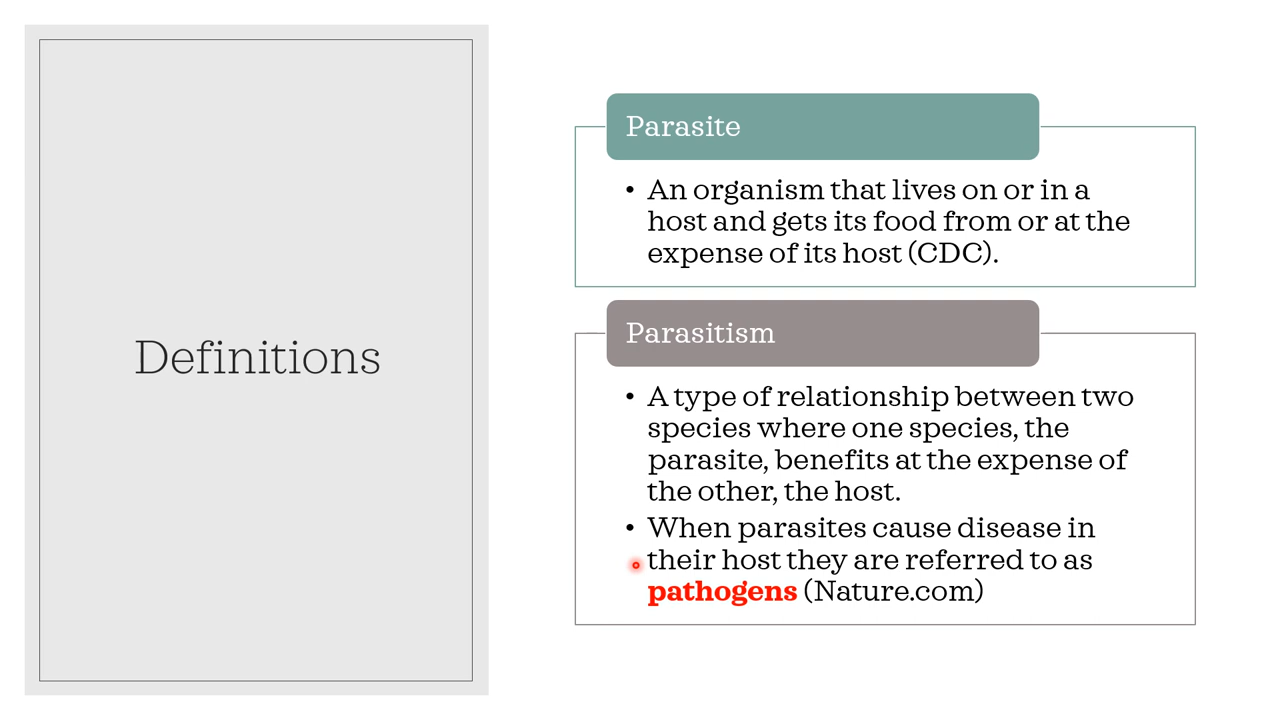 Definitions
Parasite
• An organism that lives on or in a
host and gets its food from or at the
expense of its host (CDC).
Parasitism
• A type of relationship between two
species where one species, the
parasite, benefits at the expense of
the other, the host.
• When parasites cause disease in
their host they are referred to as
pathogens (Nature.com)